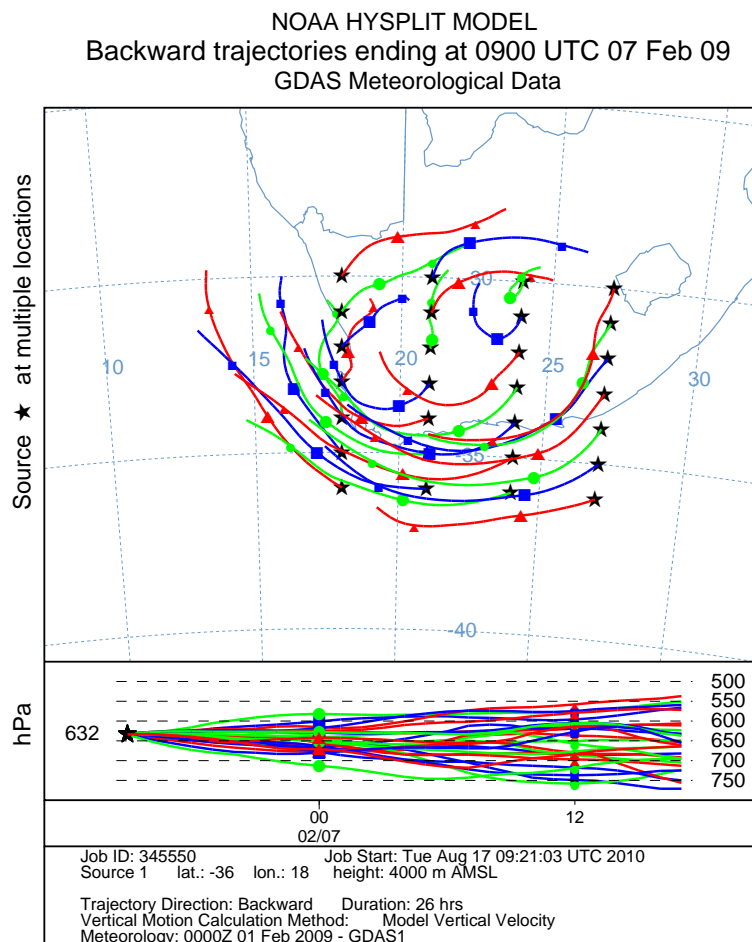 NOAA HYSPLIT MODEL
Backward trajectories ending at 0900 UTC 07 Feb 09
GDAS Meteorological Data
Source ★ at multiple locations
-30
10
15
20
25
30
-35
-40
hPa
632
500
550
600
650
700
750
00
12
02/07
Job ID: 345550 Job Start: Tue Aug 17 09:21:03 UTC 2010
Source 1 lat.: -36 lon.: 18 height: 4000 m AMSL
Trajectory Direction: Backward Duration: 26 hrs
Vertical Motion Calculation Method: Model Vertical Velocity
Meteorology: 0000Z 01 Feb 2009 - GDAS1